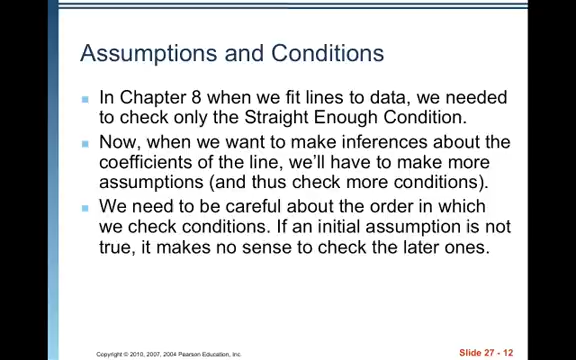 Assumptions and Conditions
In Chapter 8 when we fit lines to data, we needed
to check only the Straight Enough Condition.
Now, when we want to make inferences about the
coefficients of the line, we’ll have to make more
assumptions (and thus check more conditions).
We need to be careful about the order in which
we check conditions. If an initial assumption is not
true, it makes no sense to check the later ones.
Copyright © 2010, 2007, 2004 Pearson Education, Inc.
Slide 27 - 12